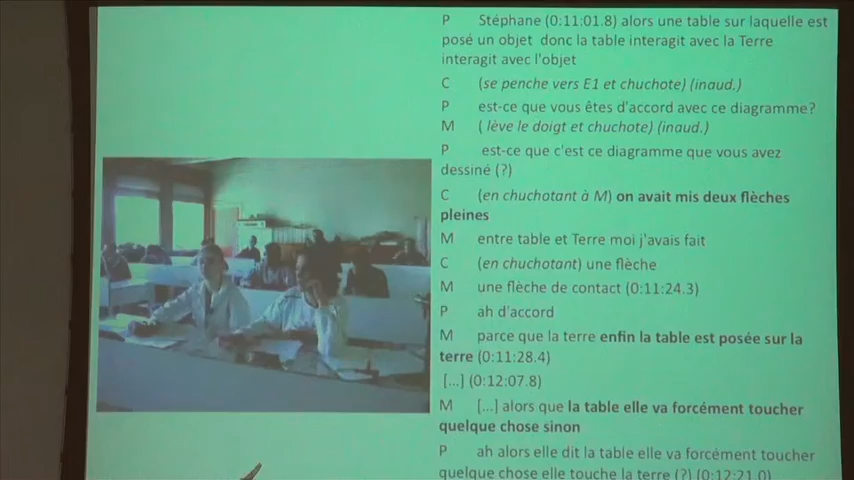 P Stéphane (0:11:01.8) alors une table sur laquelle est
posé un objet donc la table interagit avec la Terre
interagit avec l'objet
C (se penche vers E1 et chuchote) (inaud.)
P est-ce que vous êtes d'accord avec ce diagramme?
M ( lève le doigt et chuchote) (inaud.)
P est-ce que c'est ce diagramme que vous avez
dessiné (?)
C (en chuchotant à M) on avait mis deux flèches
pleines
M entre table et Terre moi j'avais fait
C (en chuchotant) une flèche
M une flèche de contact (0:11:24.3)
P ah d'accord
M parce que la terre enfin la table est posée sur la
terre (0:11:28.4)
[...] (0:12:07.8)
M [...] alors que la table elle va forcément toucher
quelque chose sinon
P ah alors elle dit la table elle va forcément toucher
quelque chose elle touche la terre (?) (0:12:21.0)